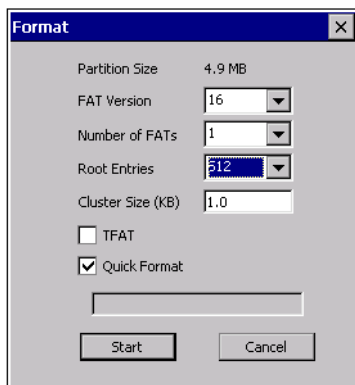 Format
Partition Size 4.9 MB
FAT Version 16
Number of FATs 1
Root Entries 512
Cluster Size (KB) 1.0
TFAT
Quick Format
Start Cancel